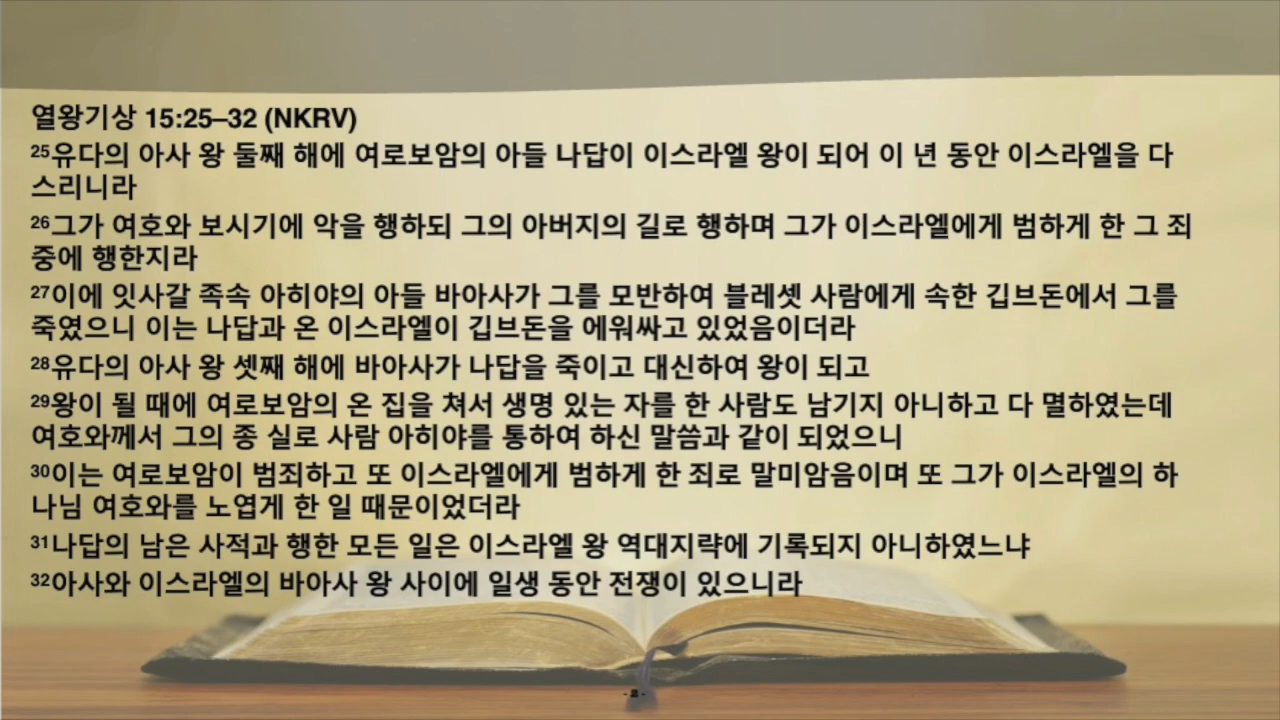 열왕기상 15:25–32 (NKRV)
25유다의 아사 왕 둘째 해에 여로보암의 아들 나답이 이스라엘 왕이 되어 이 년 동안 이스라엘을 다
스리니라
26그가 여호와 보시기에 악을 행하되 그의 아버지의 길로 행하며 그가 이스라엘에게 범하게 한 그 죄
중에 행한지라
27이에 잇사갈 족속 아히야의 아들 바아사가 그를 모반하여 블레셋 사람에게 속한 깁브돈에서 그를
죽였으니 이는 나답과 온 이스라엘이 깁브돈을 에워싸고 있었음이더라
28유다의 아사 왕 셋째 해에 바아사가 나답을 죽이고 대신하여 왕이 되고
29왕이 될 때에 여로보암의 온 집을 쳐서 생명 있는 자를 한 사람도 남기지 아니하고 다 멸하였는데
여호와께서 그의 종 실로 사람 아히야를 통하여 하신 말씀과 같이 되었으니
30이는 여로보암이 범죄하고 또 이스라엘에게 범하게 한 죄로 말미암음이며 또 그가 이스라엘의 하
나님 여호와를 노엽게 한 일 때문이었더라
31나답의 남은 사적과 행한 모든 일은 이스라엘 왕 역대지략에 기록되지 아니하였느냐
32아사와 이스라엘의 바아사 왕 사이에 일생 동안 전쟁이 있으니라
- 2 -